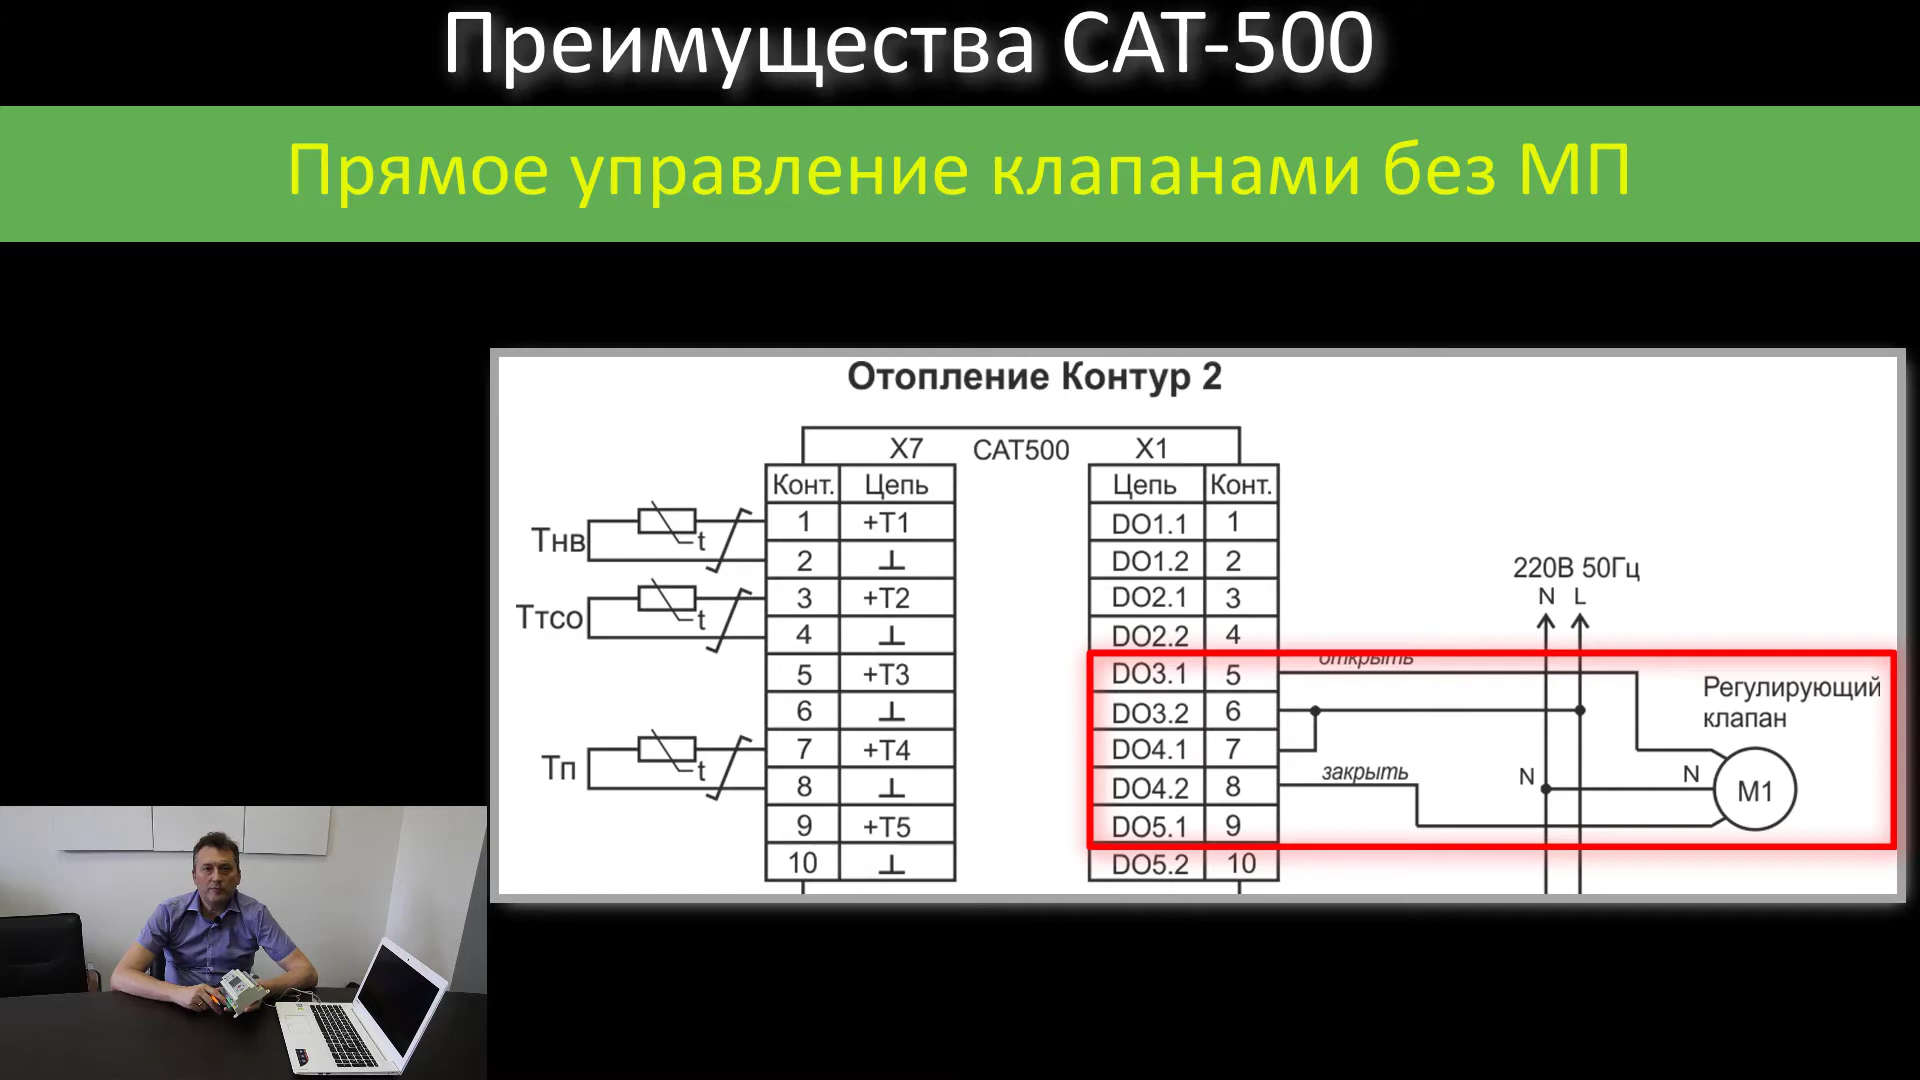 Преимущества САТ-500
Прямое управление клапанами без МП
Отопление Контур 2
X7 САТ500 X1
Конт. Цепь Цепь Конт.
1 +T1 DO1.1 1
2 ⊥ DO1.2 2
3 +T2 DO2.1 3
4 ⊥ DO2.2 4
5 +T3 DO3.1 5
6 ⊥ DO3.2 6
7 +T4 DO4.1 7
8 ⊥ DO4.2 8
9 +T5 DO5.1 9
10 ⊥ DO5.2 10
Тнв t
Ттсо t
Тп t
220В 50Гц
N L
открыть
Регулирующий
клапан
закрыть
N N
М1